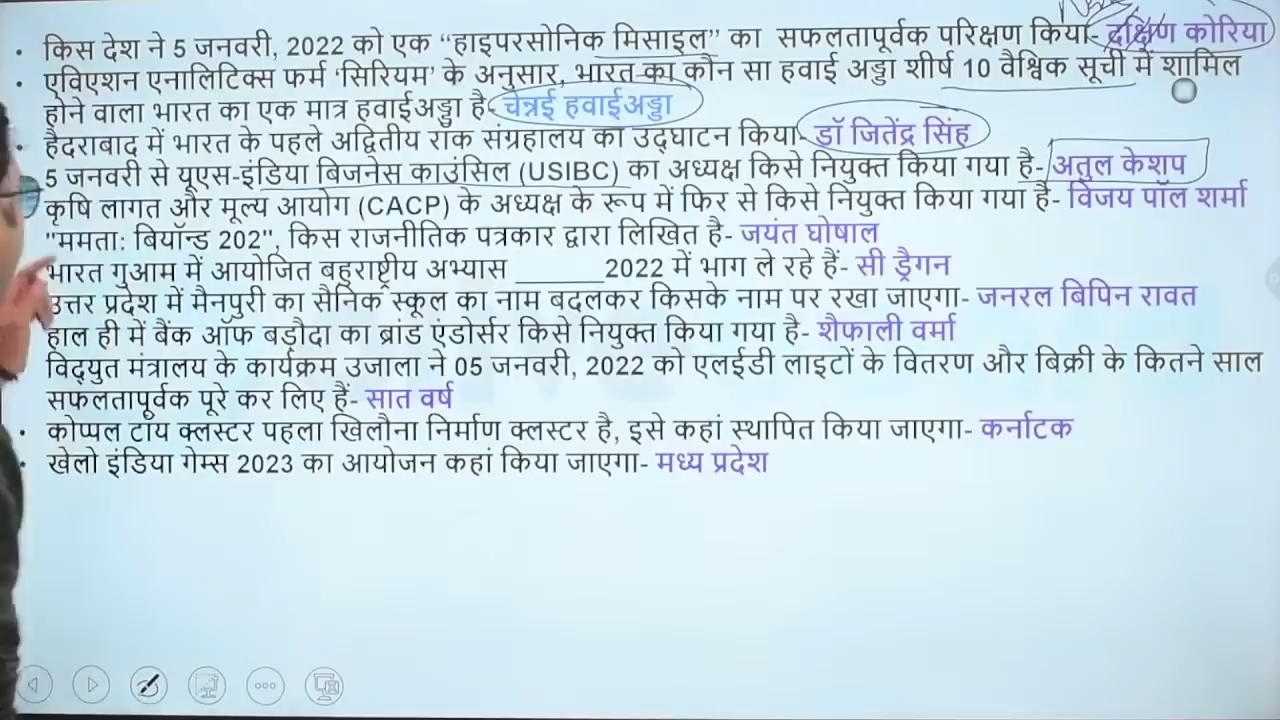 • किस देश ने 5 जनवरी, 2022 को एक “हाइपरसोनिक मिसाइल” का सफलतापूर्वक परिक्षण किया- दक्षिण कोरिया
• एविएशन एनालिटिक्स फर्म ‘सिरियम’ के अनुसार, भारत का कौन सा हवाई अड्डा शीर्ष 10 वैश्विक सूची में शामिल
होने वाला भारत का एक मात्र हवाईअड्डा है- चेन्नई हवाईअड्डा
• हैदराबाद में भारत के पहले अद्वितीय रॉक संग्रहालय का उद्घाटन किया- डॉ जितेंद्र सिंह
5 जनवरी से यूएस-इंडिया बिजनेस काउंसिल (USIBC) का अध्यक्ष किसे नियुक्त किया गया है- अतुल केशप
कृषि लागत और मूल्य आयोग (CACP) के अध्यक्ष के रूप में फिर से किसे नियुक्त किया गया है- विजय पॉल शर्मा
"ममता: बियॉन्ड 202", किस राजनीतिक पत्रकार द्वारा लिखित है- जयंत घोषाल
भारत गुआम में आयोजित बहुराष्ट्रीय अभ्यास ______2022 में भाग ले रहे हैं- सी ड्रैगन
उत्तर प्रदेश में मैनपुरी का सैनिक स्कूल का नाम बदलकर किसके नाम पर रखा जाएगा- जनरल बिपिन रावत
हाल ही में बैंक ऑफ बड़ौदा का ब्रांड एंडोर्सर किसे नियुक्त किया गया है- शैफाली वर्मा
विद्युत मंत्रालय के कार्यक्रम उजाला ने 05 जनवरी, 2022 को एलईडी लाइटों के वितरण और बिक्री के कितने साल
सफलतापूर्वक पूरे कर लिए हैं- सात वर्ष
• कोप्पल टॉय क्लस्टर पहला खिलौना निर्माण क्लस्टर है, इसे कहां स्थापित किया जाएगा- कर्नाटक
• खेलो इंडिया गेम्स 2023 का आयोजन कहां किया जाएगा- मध्य प्रदेश